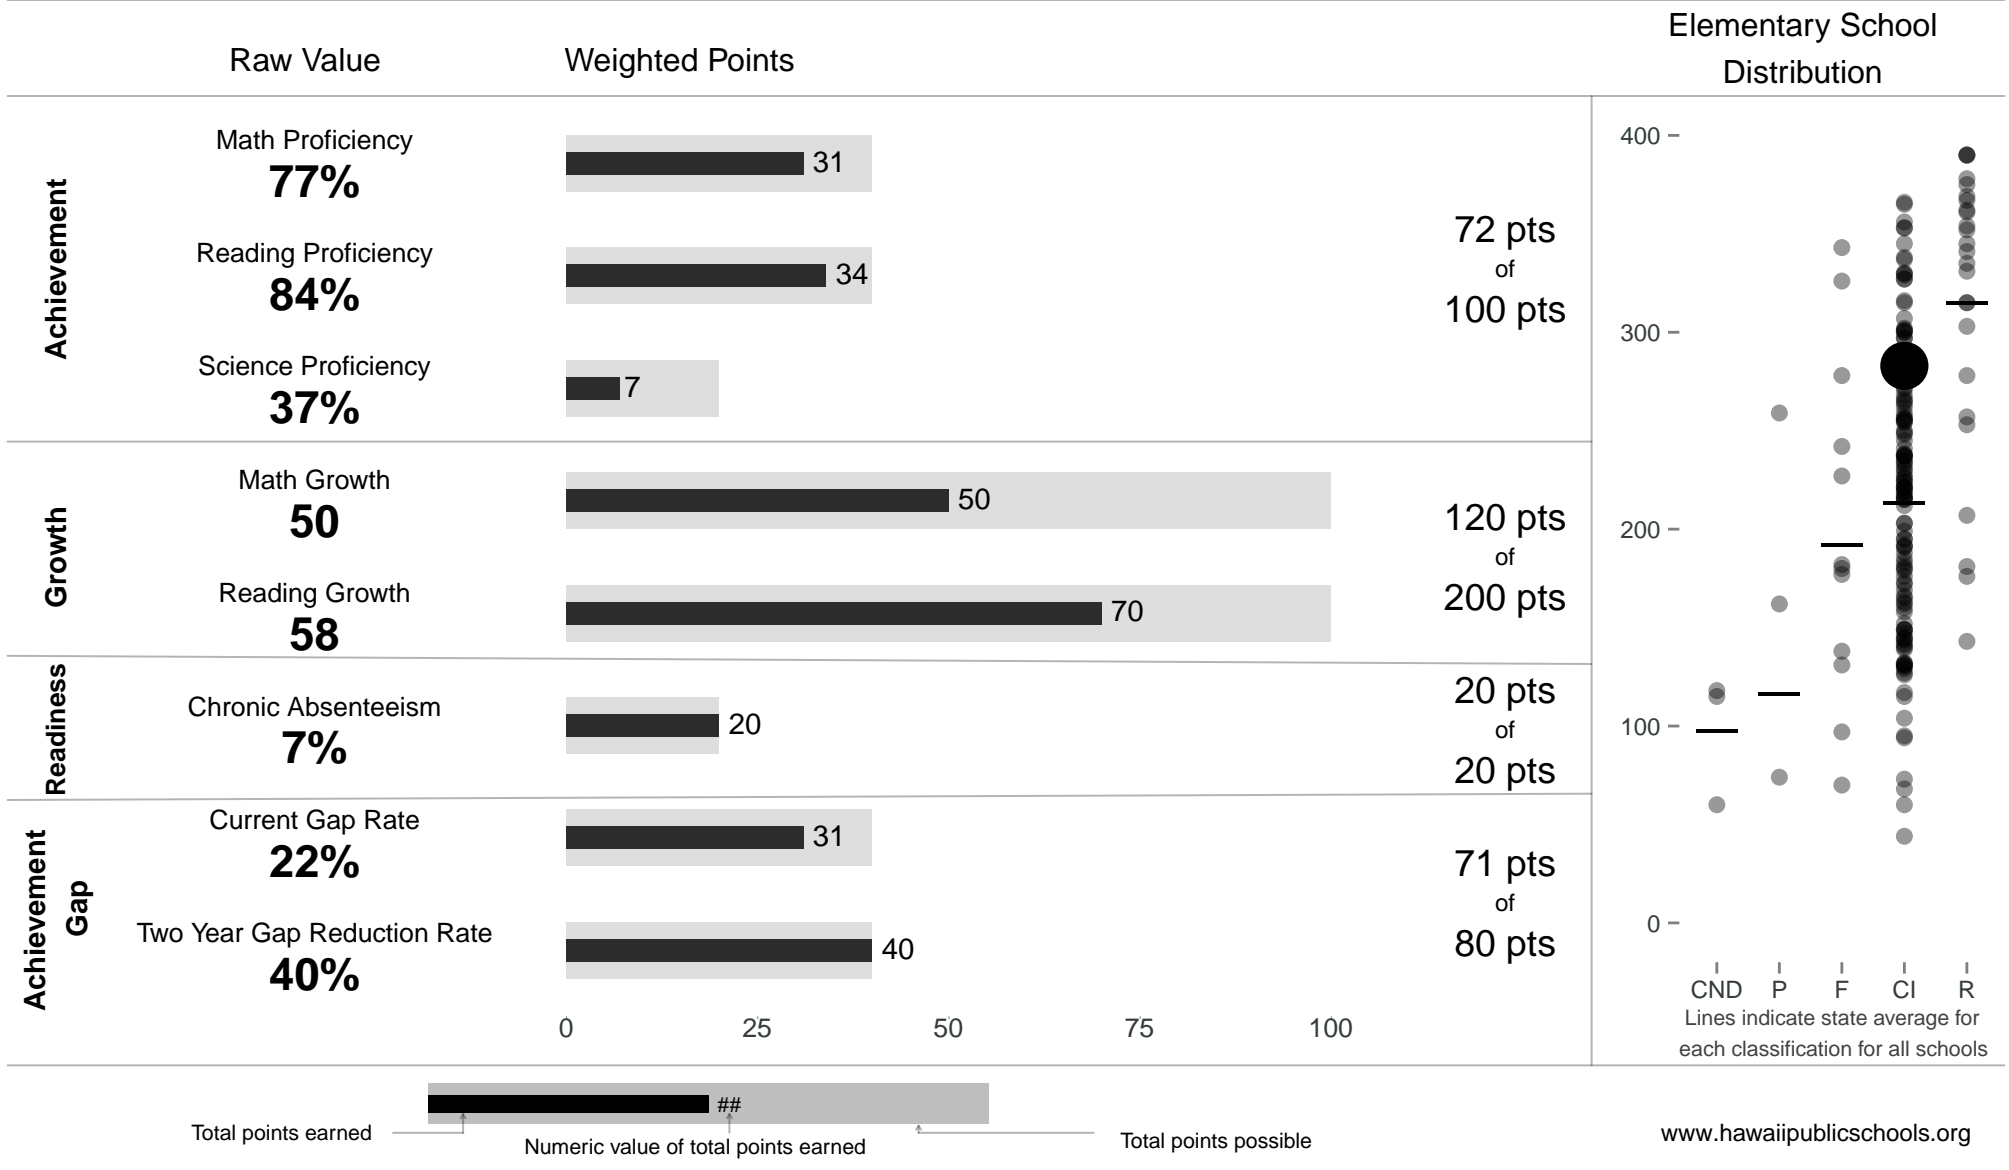 Raw Value
Weighted Points
Elementary School
Distribution
Achievement
Math Proficiency
77%
31
Reading Proficiency
84%
34
Science Proficiency
37%
7
72 pts
of
100 pts
Growth
Math Growth
50
50
Reading Growth
58
70
120 pts
of
200 pts
Readiness
Chronic Absenteeism
7%
20
20 pts
of
20 pts
Achievement
Gap
Current Gap Rate
22%
31
Two Year Gap Reduction Rate
40%
40
71 pts
of
80 pts
0 25 50 75 100
400
300
200
100
0
CND P F CI R
Lines indicate state average for
each classification for all schools
##
Total points earned
Numeric value of total points earned
Total points possible
www.hawaiipublicschools.org